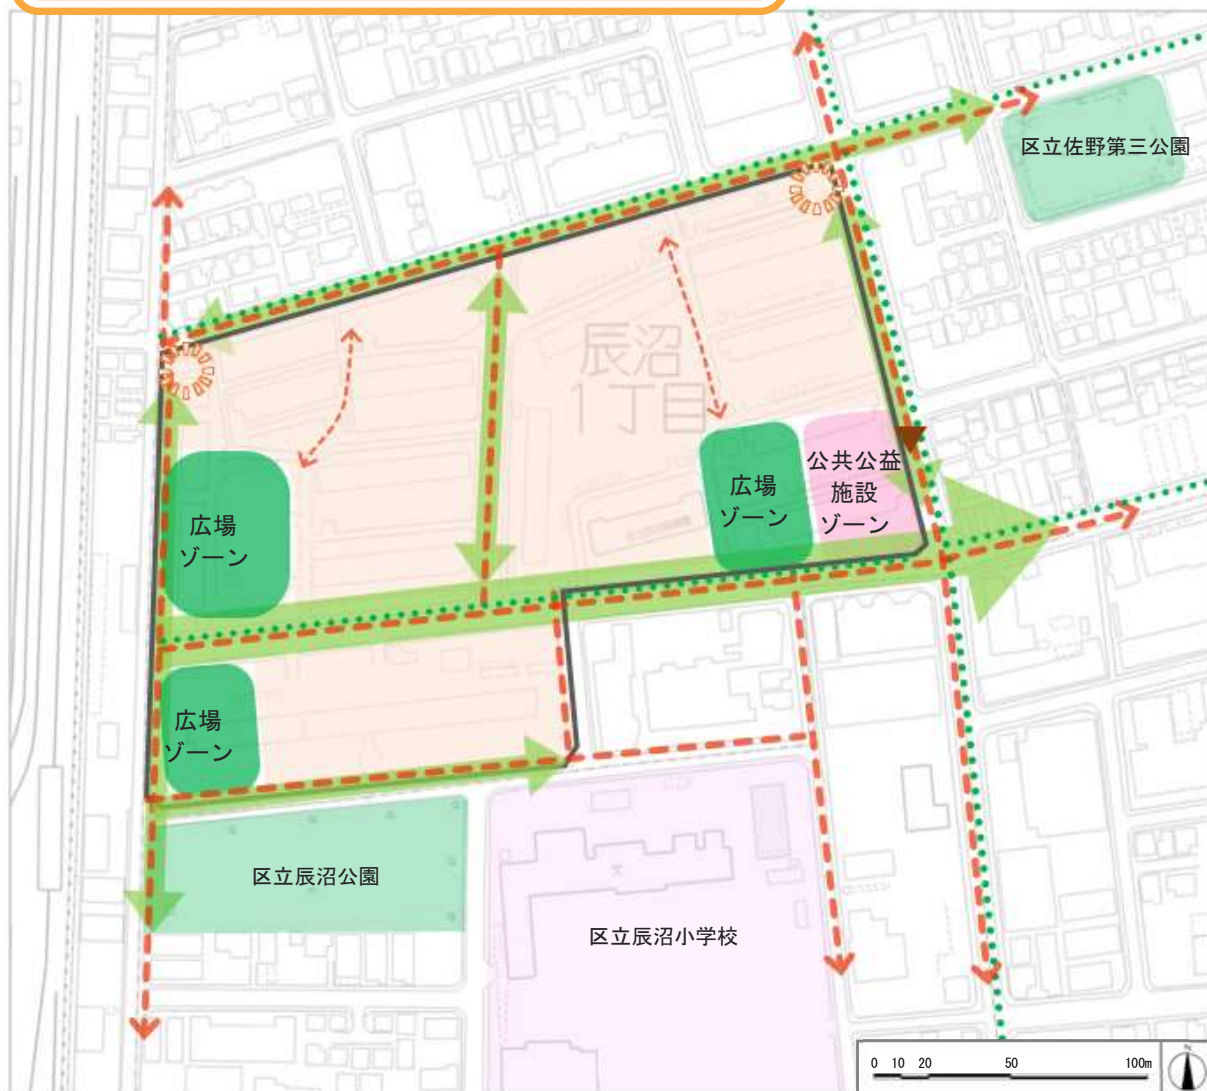 区立佐野第三公園
辰沼
1丁目
広場
ゾーン
公共公益
施設
ゾーン
広場
ゾーン
広場
ゾーン
区立辰沼公園
区立辰沼小学校
文
0 10 20 50 100m
N